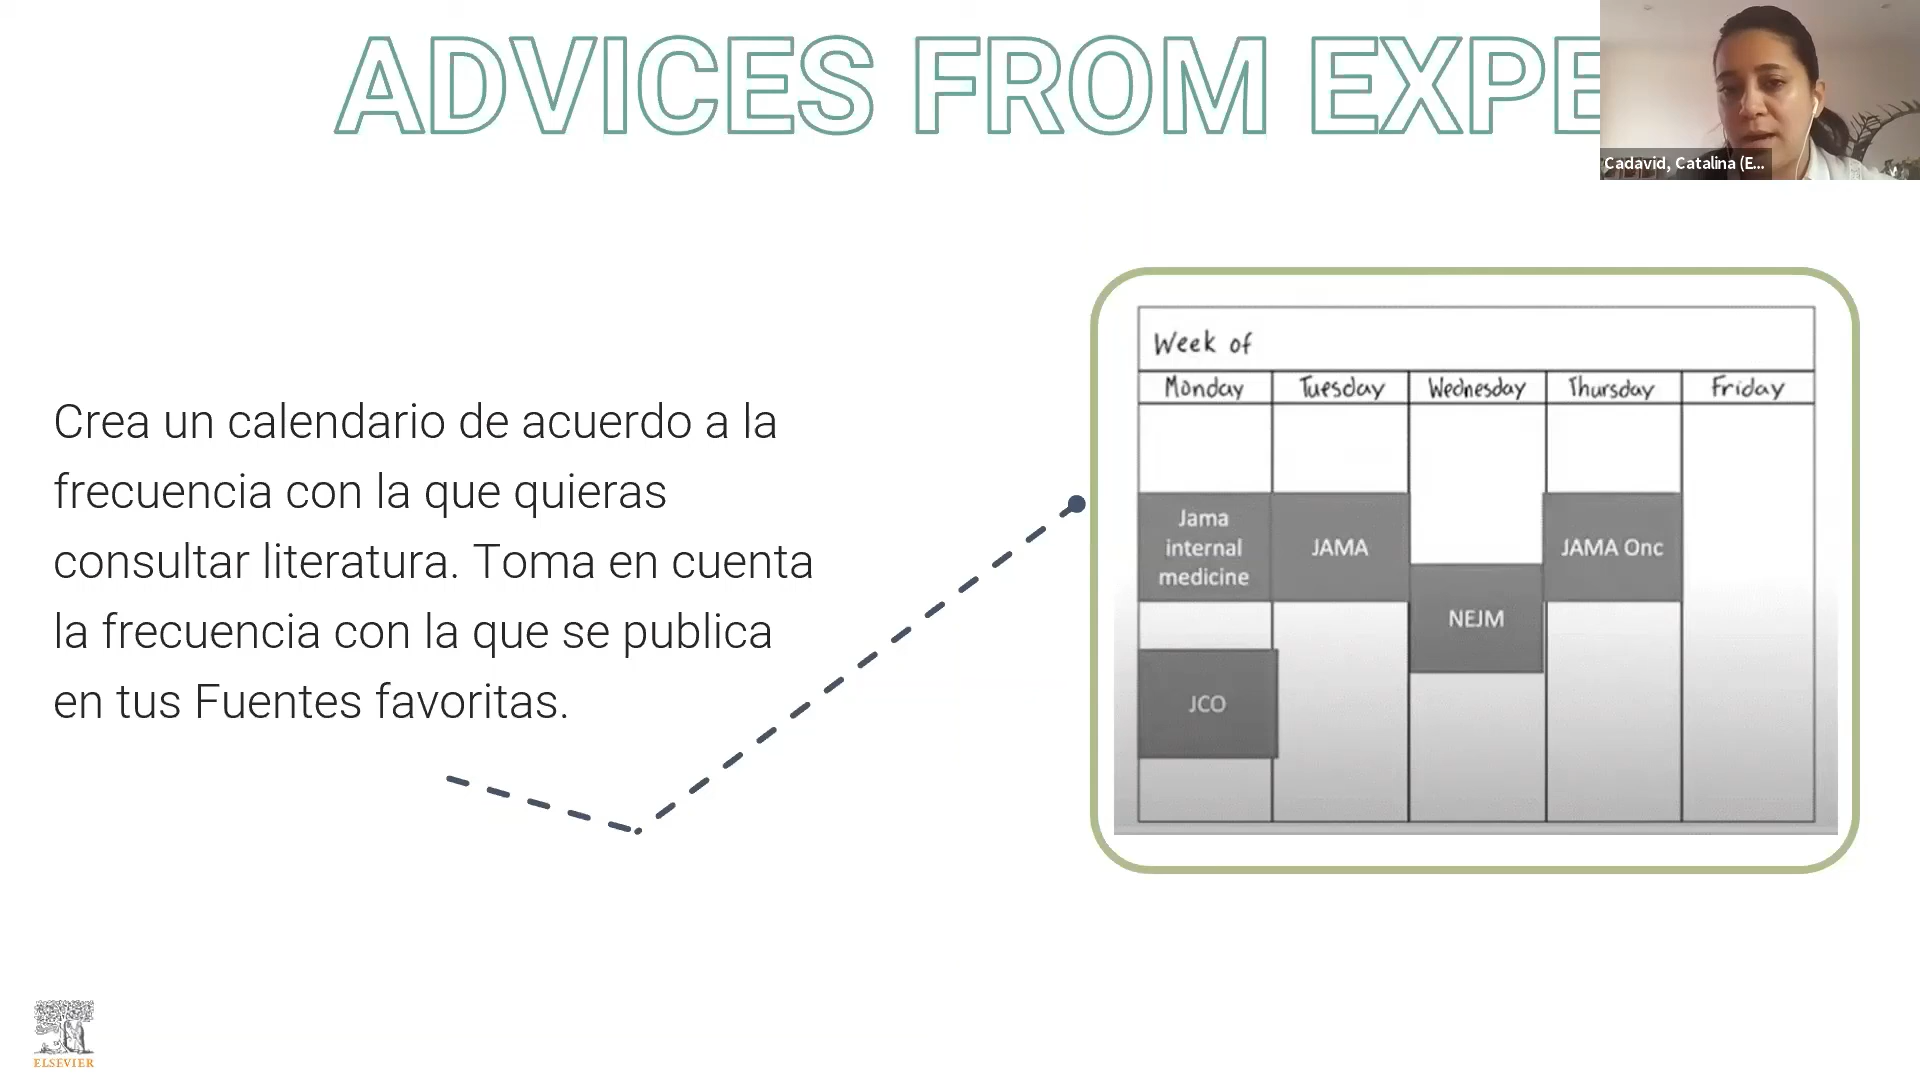 ADVICES FROM EXPE
Cadavid, Catalina (E...
Crea un calendario de acuerdo a la
frecuencia con la que quieras
consultar literatura. Toma en cuenta
la frecuencia con la que se publica
en tus Fuentes favoritas.
Week of
Monday Tuesday Wednesday Thursday Friday
Jama
internal
medicine
JAMA
JAMA Onc
NEJM
JCO
ELSEVIER